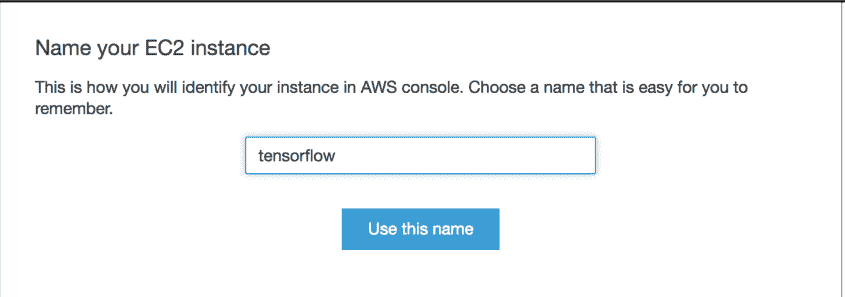 Name your EC2 instance
This is how you will identify your instance in AWS console. Choose a name that is easy for you to
remember.
tensorflow
Use this name